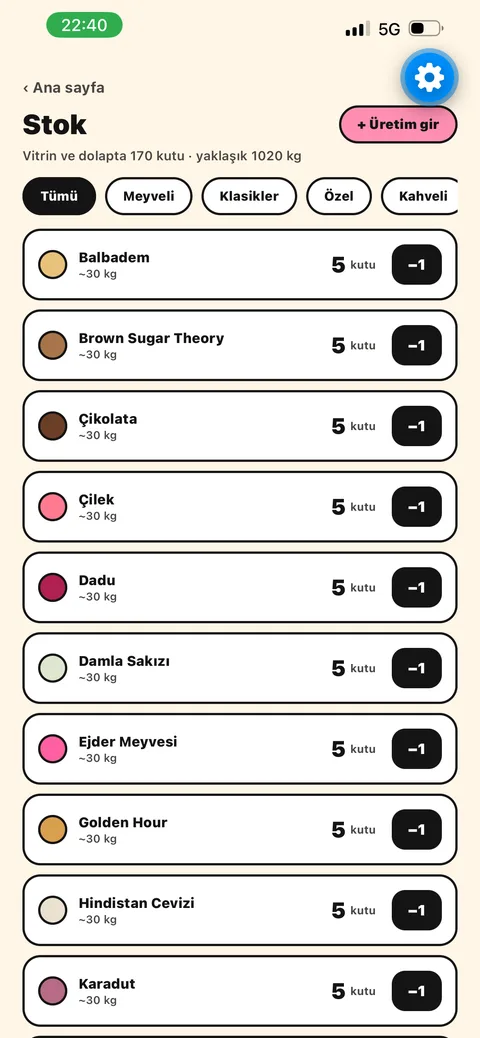 22:40
5G
‹ Ana sayfa
Stok
+ Üretim gir
Vitrin ve dolapta 170 kutu · yaklaşık 1020 kg
Tümü
Meyveli
Klasikler
Özel
Kahveli
Balbadem
~30 kg
5 kutu
−1
Brown Sugar Theory
~30 kg
5 kutu
−1
Çikolata
~30 kg
5 kutu
−1
Çilek
~30 kg
5 kutu
−1
Dadu
~30 kg
5 kutu
−1
Damla Sakızı
~30 kg
5 kutu
−1
Ejder Meyvesi
~30 kg
5 kutu
−1
Golden Hour
~30 kg
5 kutu
−1
Hindistan Cevizi
~30 kg
5 kutu
−1
Karadut
~30 kg
5 kutu
−1